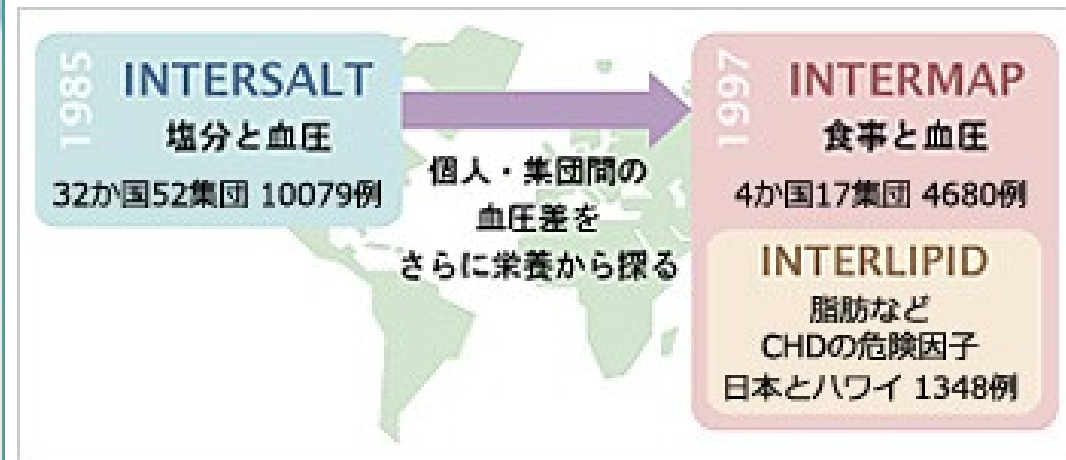 1985
INTERSALT
塩分と血圧
32か国52集団 10079例
個人・集団間の
血圧差を
さらに栄養から探る
1997
INTERMAP
食事と血圧
4か国17集団 4680例
INTERLIPID
脂肪など
CHDの危険因子
日本とハワイ 1348例